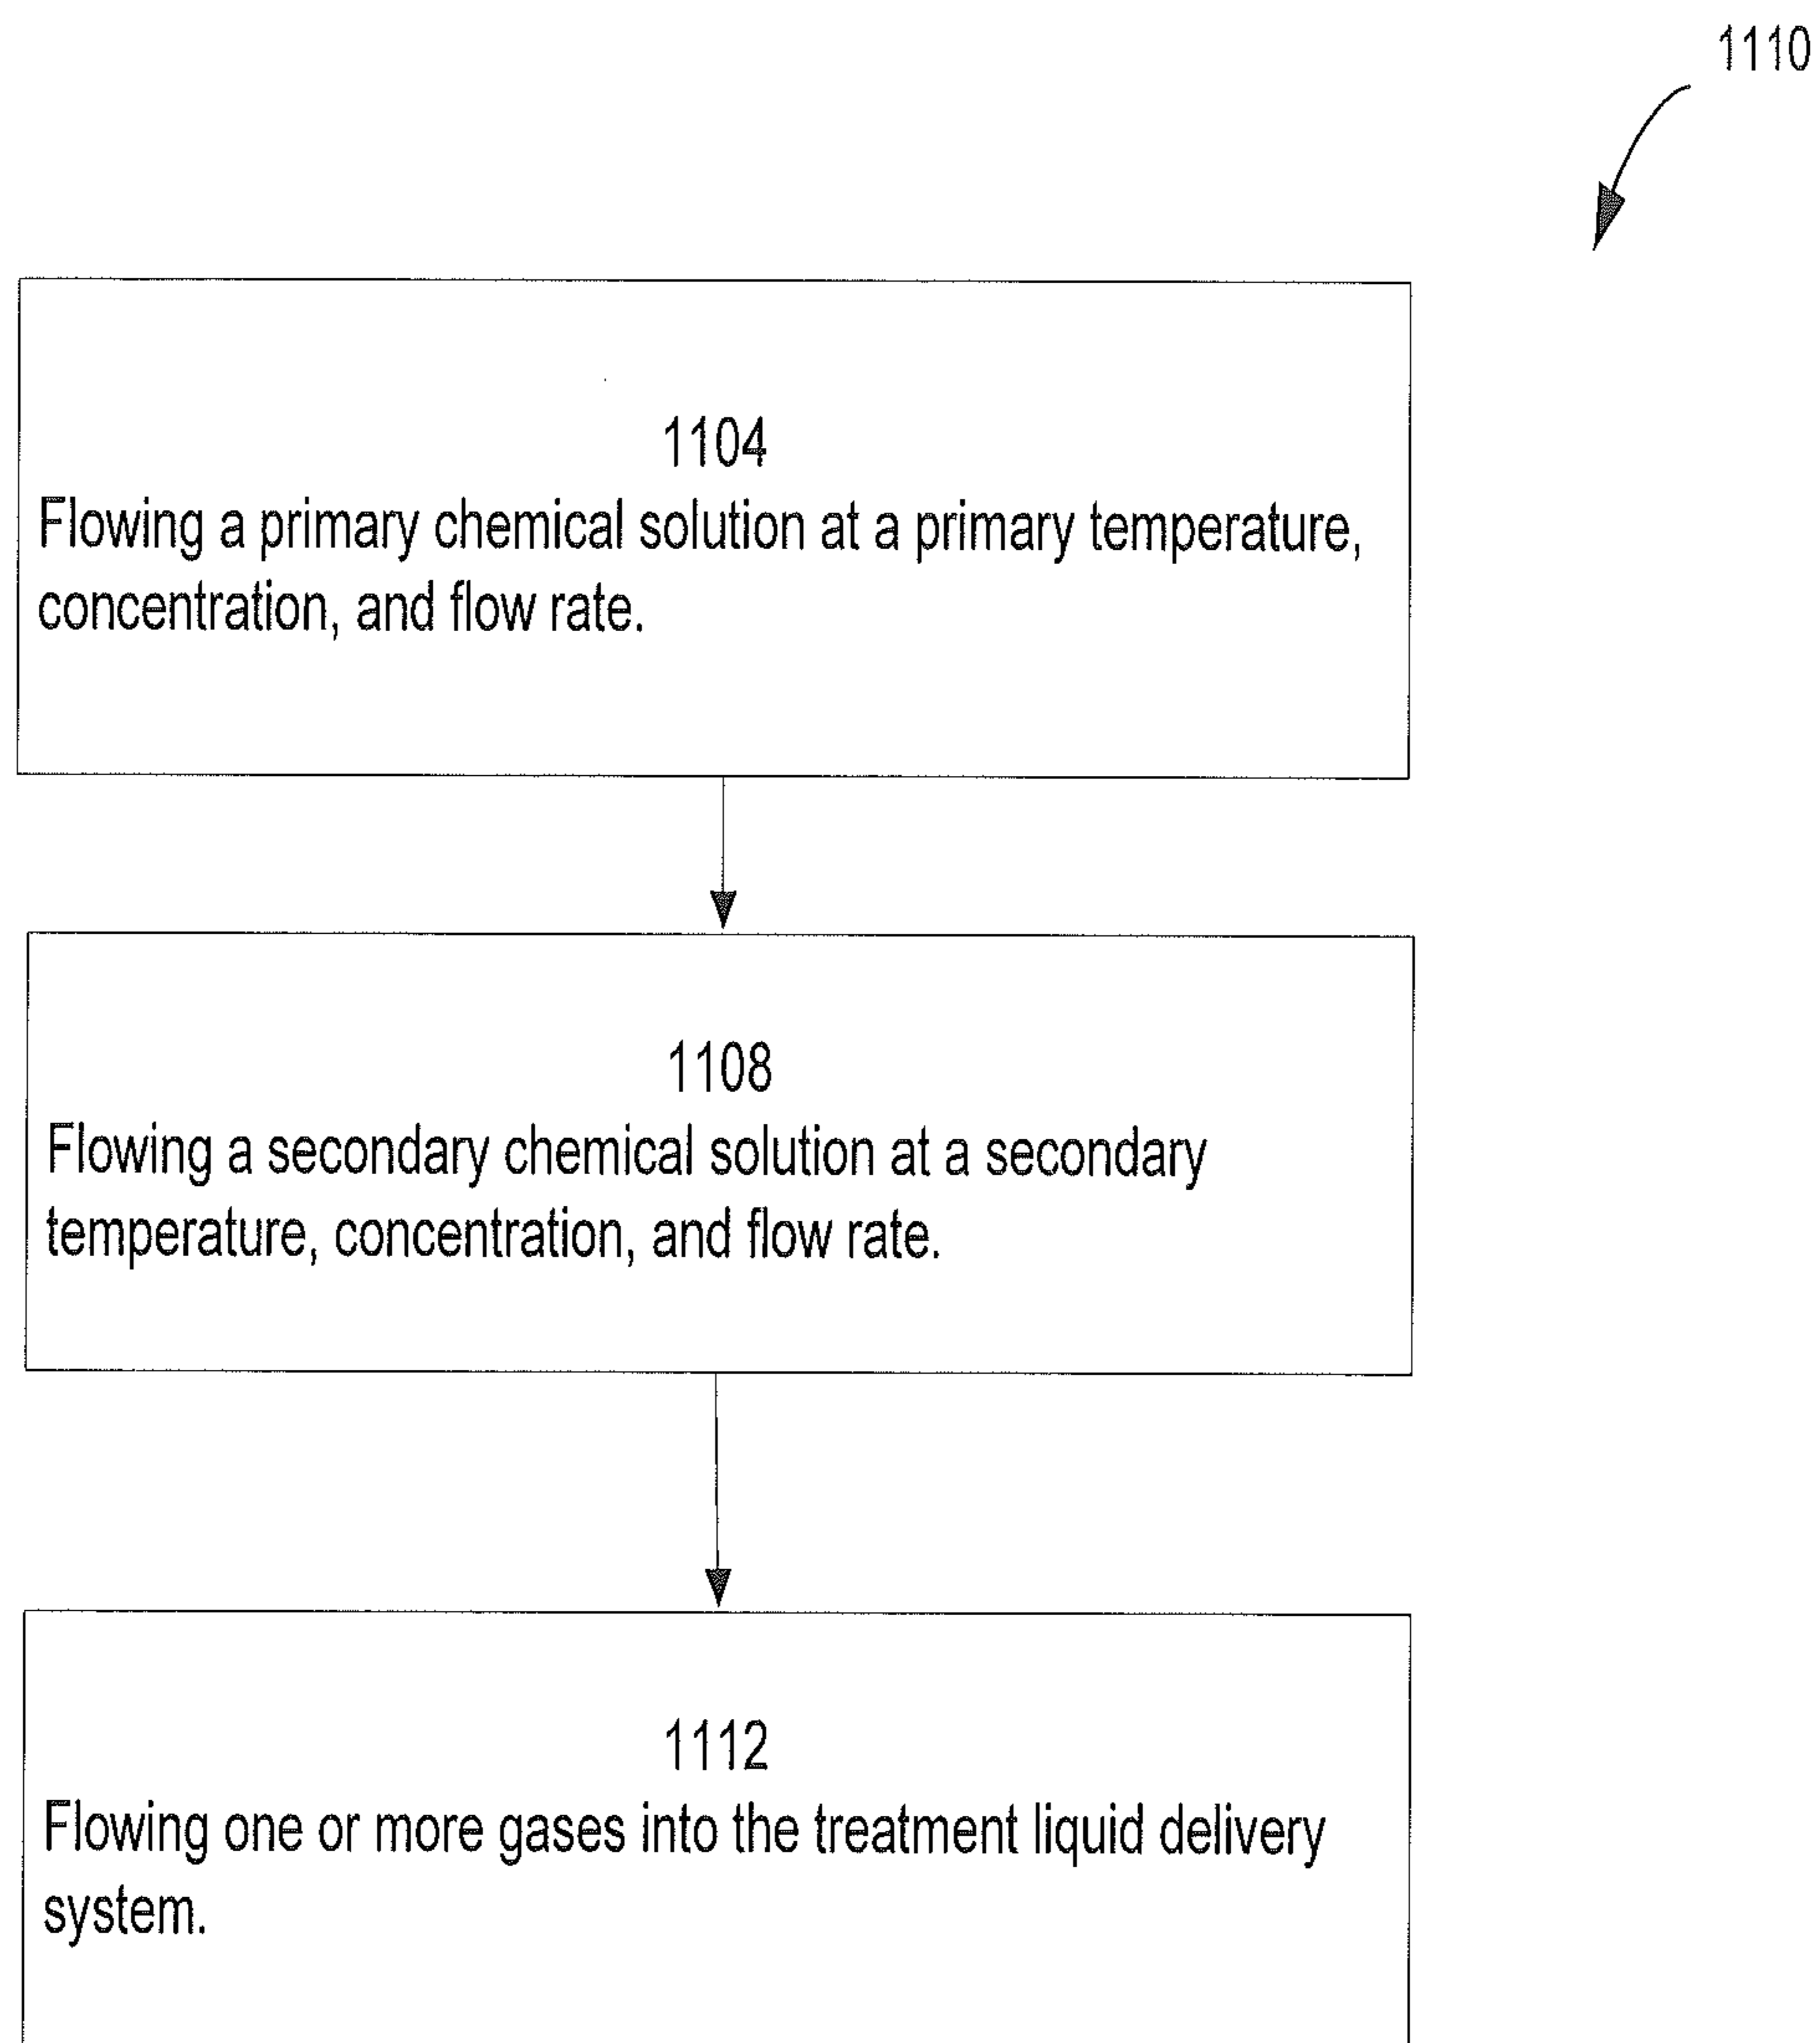 1110
1104
Flowing a primary chemical solution at a primary temperature,
concentration, and flow rate.
1108
Flowing a secondary chemical solution at a secondary
temperature, concentration, and flow rate.
1112
Flowing one or more gases into the treatment liquid delivery
system.